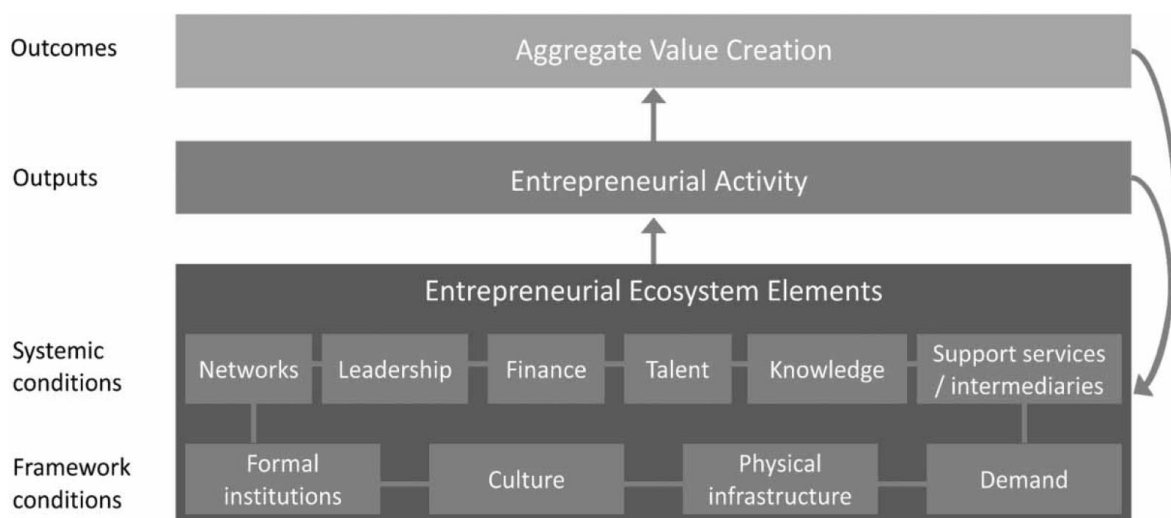 Outcomes
Aggregate Value Creation
Outputs
Entrepreneurial Activity
Entrepreneurial Ecosystem Elements
Systemic
conditions
Networks
Leadership
Finance
Talent
Knowledge
Support services
/ intermediaries
Framework
conditions
Formal
institutions
Culture
Physical
infrastructure
Demand